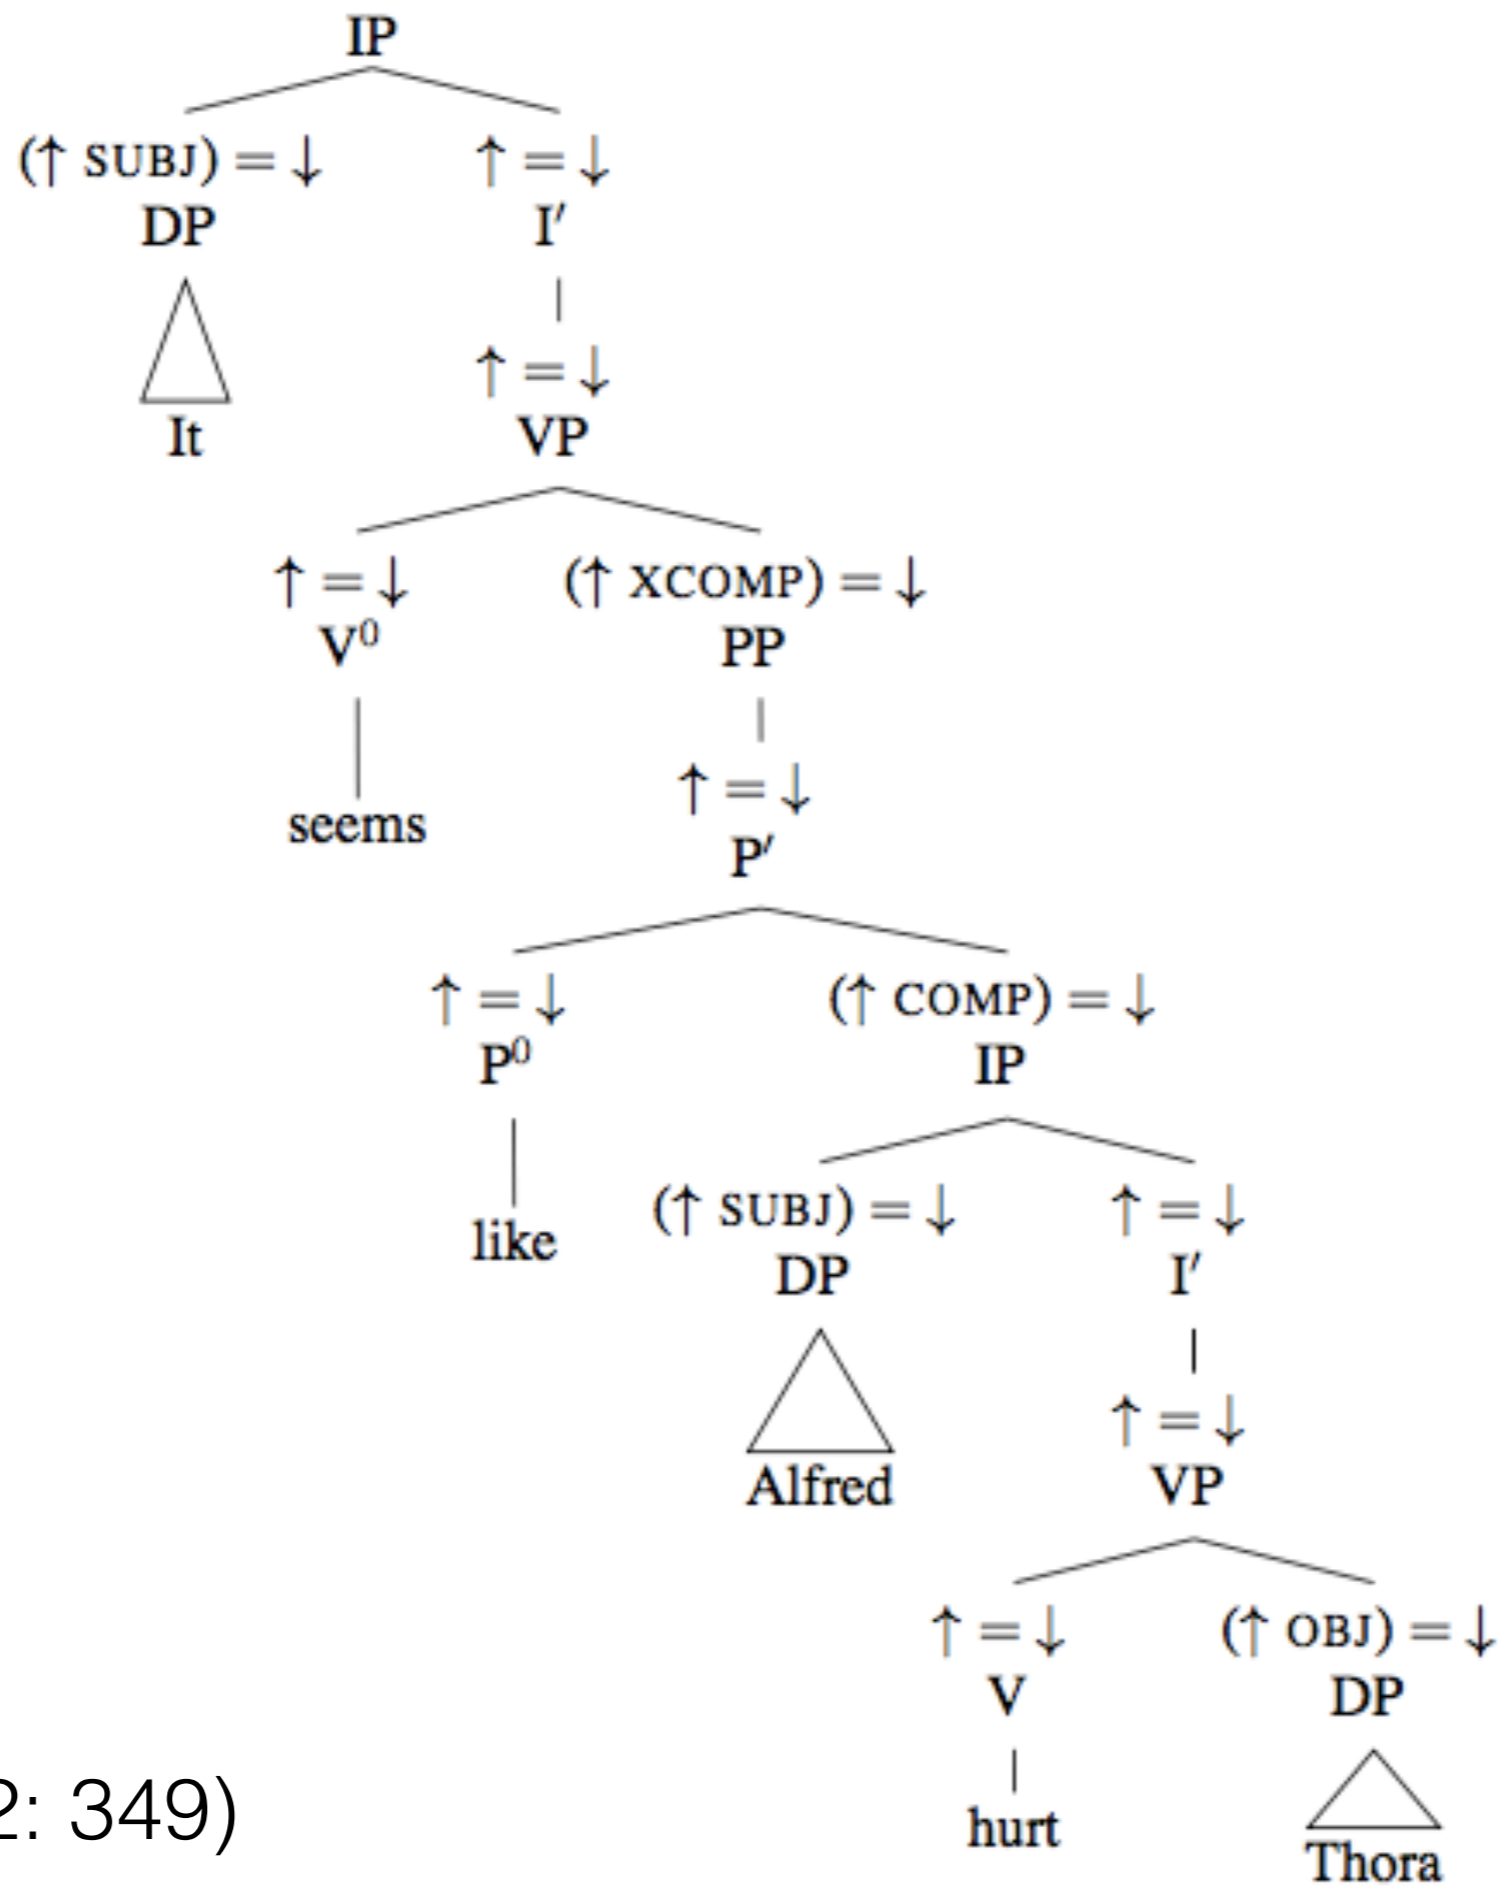 IP
(↑ SUBJ) = ↓ ↑ = ↓
DP I′
↑ = ↓
It VP
↑ = ↓ (↑ XCOMP) = ↓
V⁰ PP
↑ = ↓
seems P′
↑ = ↓ (↑ COMP) = ↓
P⁰ IP
(↑ SUBJ) = ↓ ↑ = ↓
like DP I′
↑ = ↓
Alfred VP
↑ = ↓ (↑ OBJ) = ↓
V DP
2: 349)
hurt Thora